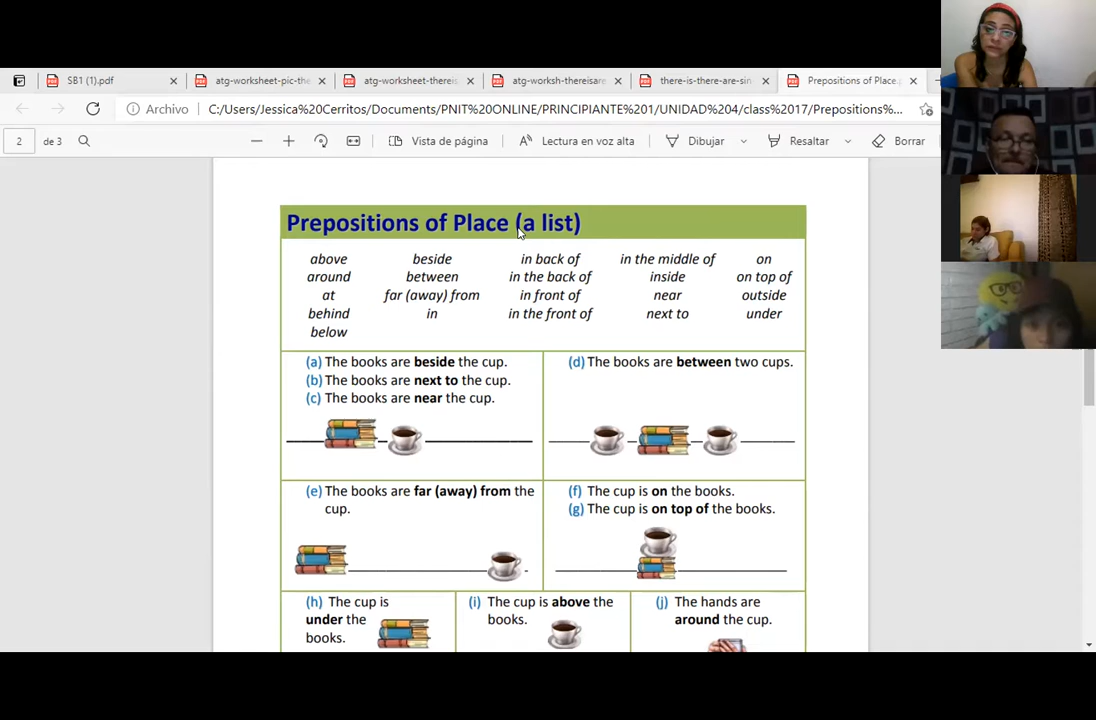 SB1 (1).pdf
atg-worksheet-pic-the
atg-worksheet-thereis
atg-worksh-thereisare
there-is-there-are-sin
Prepositions of Place.p
Archivo
C:/Users/Jessica%20Cerritos/Documents/PNIT%20ONLINE/PRINCIPIANTE%201/UNIDAD%204/class%2017/Prepositions%...
2 de 3
Vista de página
Lectura en voz alta
Dibujar
Resaltar
Borrar
Prepositions of Place (a list)
above beside in back of in the middle of on
around between in the back of inside on top of
at far (away) from in front of near outside
behind in in the front of next to under
below
(a) The books are beside the cup.
(b) The books are next to the cup.
(c) The books are near the cup.
(d) The books are between two cups.
(e) The books are far (away) from the
cup.
(f) The cup is on the books.
(g) The cup is on top of the books.
(h) The cup is
under the
books.
(i) The cup is above the
books.
(j) The hands are
around the cup.